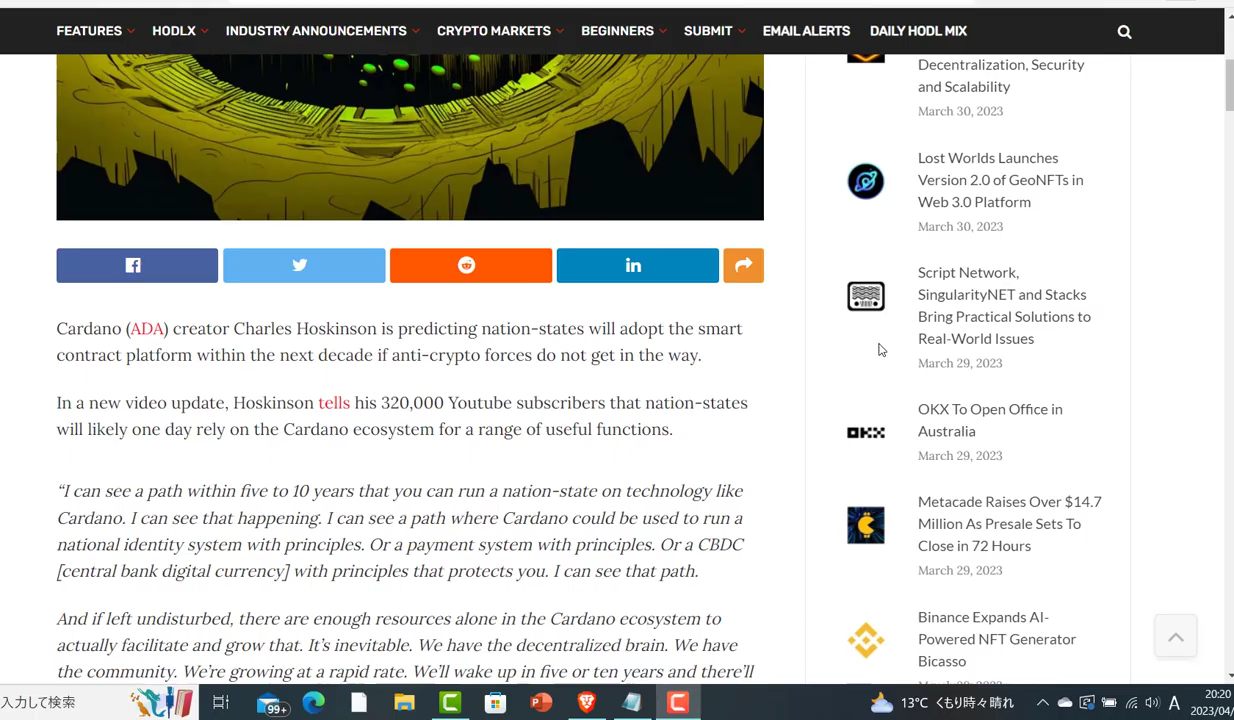 FEATURES HODLX INDUSTRY ANNOUNCEMENTS CRYPTO MARKETS BEGINNERS SUBMIT EMAIL ALERTS DAILY HODL MIX
Cardano (ADA) creator Charles Hoskinson is predicting nation-states will adopt the smart
contract platform within the next decade if anti-crypto forces do not get in the way.
In a new video update, Hoskinson tells his 320,000 Youtube subscribers that nation-states
will likely one day rely on the Cardano ecosystem for a range of useful functions.
“I can see a path within five to 10 years that you can run a nation-state on technology like
Cardano. I can see that happening. I can see a path where Cardano could be used to run a
national identity system with principles. Or a payment system with principles. Or a CBDC
[central bank digital currency] with principles that protects you. I can see that path.
And if left undisturbed, there are enough resources alone in the Cardano ecosystem to
actually facilitate and grow that. It’s inevitable. We have the decentralized brain. We have
the community. We’re growing at a rapid rate. We’ll wake up in five or ten years and there’ll
Decentralization, Security
and Scalability
March 30, 2023
Lost Worlds Launches
Version 2.0 of GeoNFTs in
Web 3.0 Platform
March 30, 2023
Script Network,
SingularityNET and Stacks
Bring Practical Solutions to
Real-World Issues
March 29, 2023
OKX To Open Office in
Australia
March 29, 2023
OKX
Metacade Raises Over $14.7
Million As Presale Sets To
Close in 72 Hours
March 29, 2023
Binance Expands AI-
Powered NFT Generator
Bicasso
入力して検索
99+
13°C くもり時々晴れ
A
20:20
2023/04/